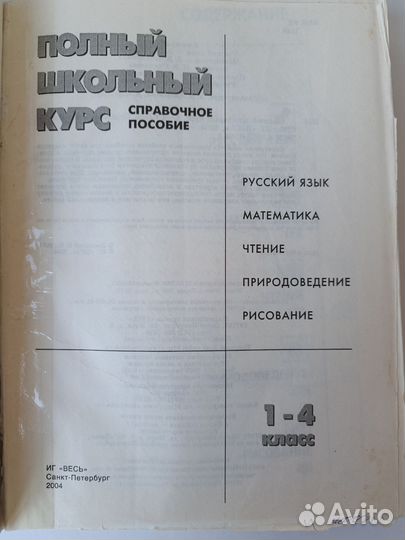 ПОЛНЫЙ
ШКОЛЬНЫЙ
КУРС
СПРАВОЧНОЕ
ПОСОБИЕ
РУССКИЙ ЯЗЫК
МАТЕМАТИКА
ЧТЕНИЕ
ПРИРОДОВЕДЕНИЕ
РИСОВАНИЕ
1-4
класс
ИГ «ВЕСЬ»
Санкт-Петербург
2004
Avito